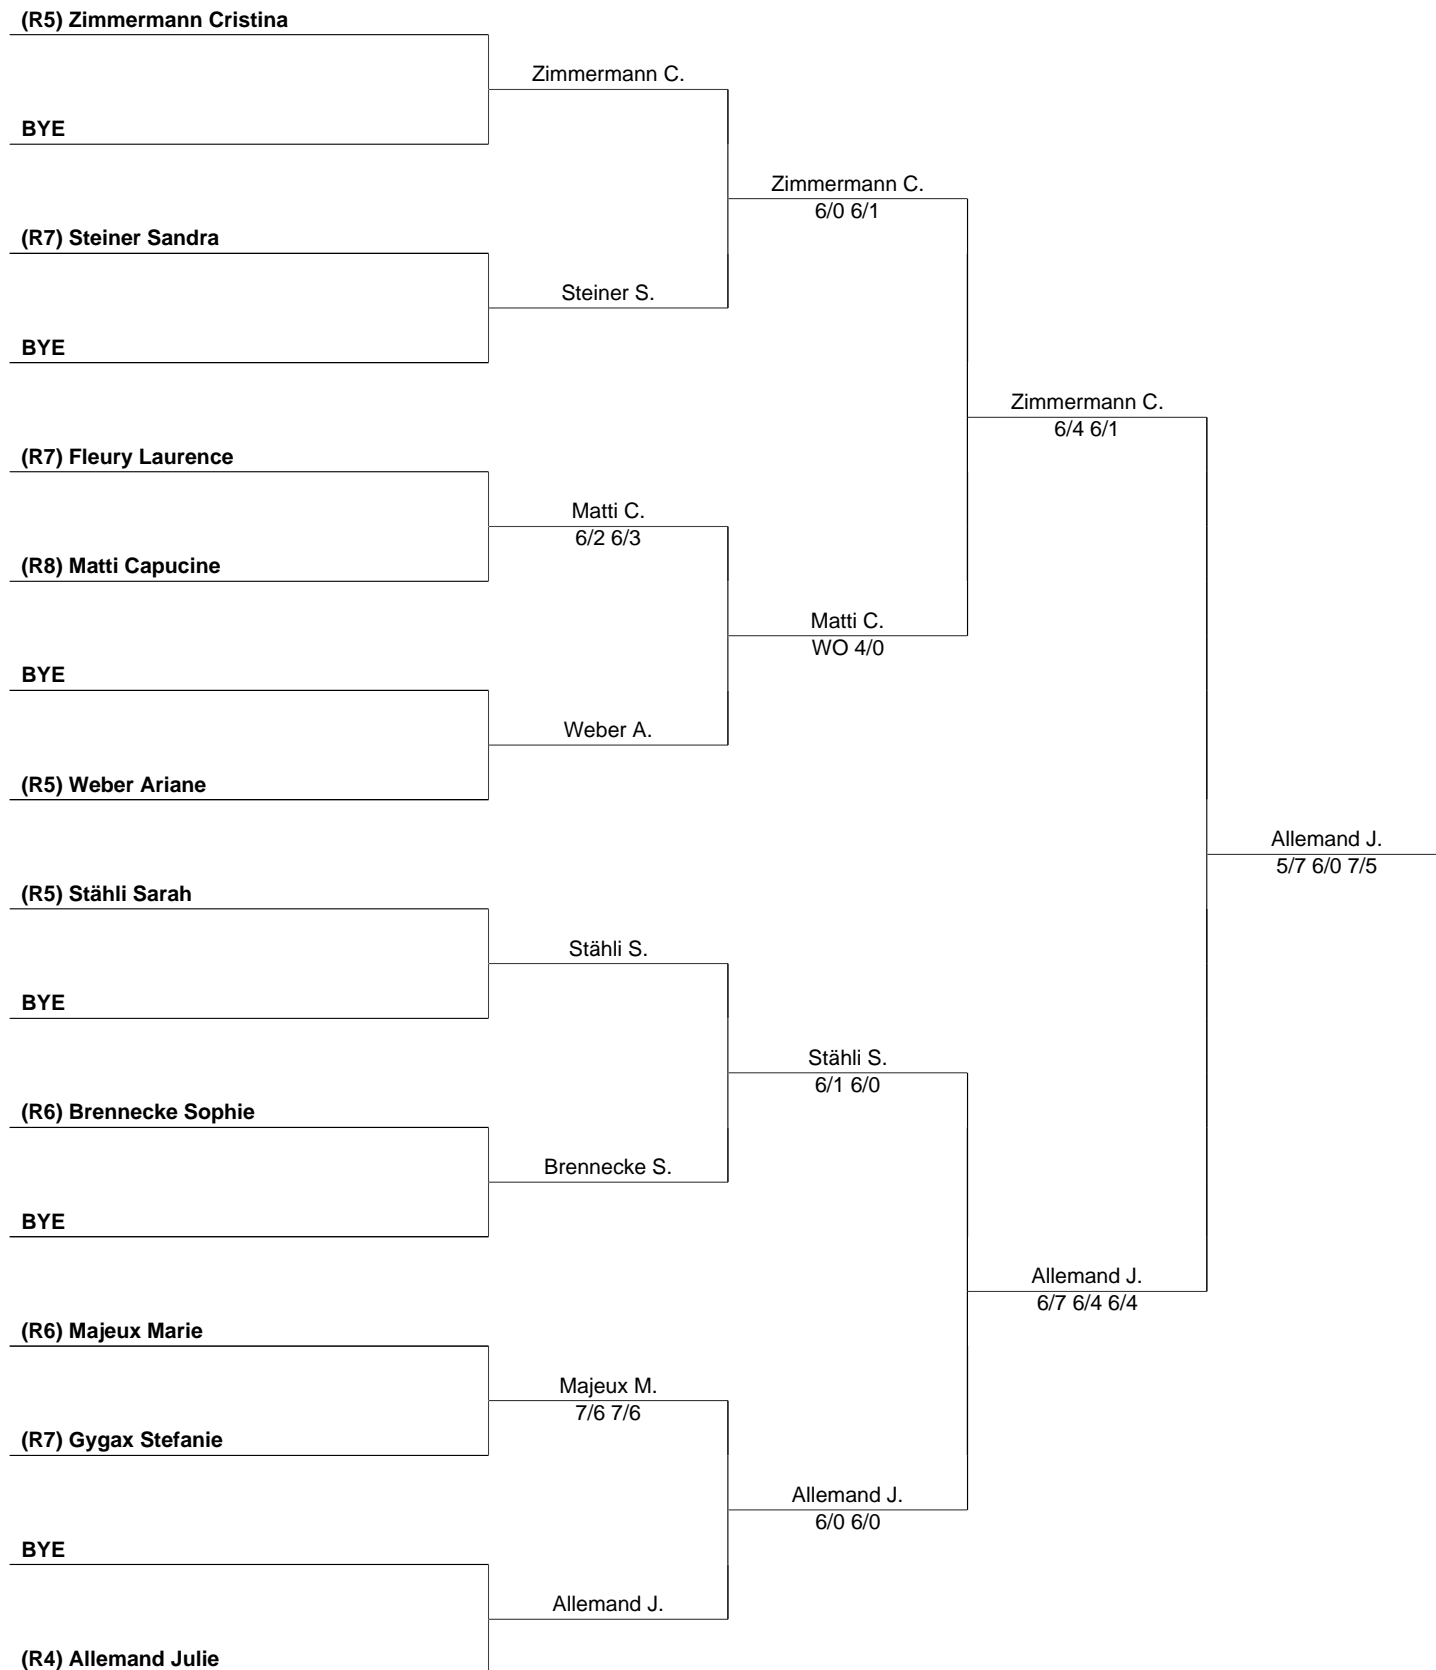 (R5) Zimmermann Cristina
Zimmermann C.
BYE
Zimmermann C.
6/0 6/1
(R7) Steiner Sandra
Steiner S.
BYE
Zimmermann C.
6/4 6/1
(R7) Fleury Laurence
Matti C.
6/2 6/3
(R8) Matti Capucine
Matti C.
WO 4/0
BYE
Weber A.
(R5) Weber Ariane
Allemand J.
5/7 6/0 7/5
(R5) Stähli Sarah
Stähli S.
BYE
Stähli S.
6/1 6/0
(R6) Brennecke Sophie
Brennecke S.
BYE
Allemand J.
6/7 6/4 6/4
(R6) Majeux Marie
Majeux M.
7/6 7/6
(R7) Gygax Stefanie
Allemand J.
6/0 6/0
BYE
Allemand J.
(R4) Allemand Julie